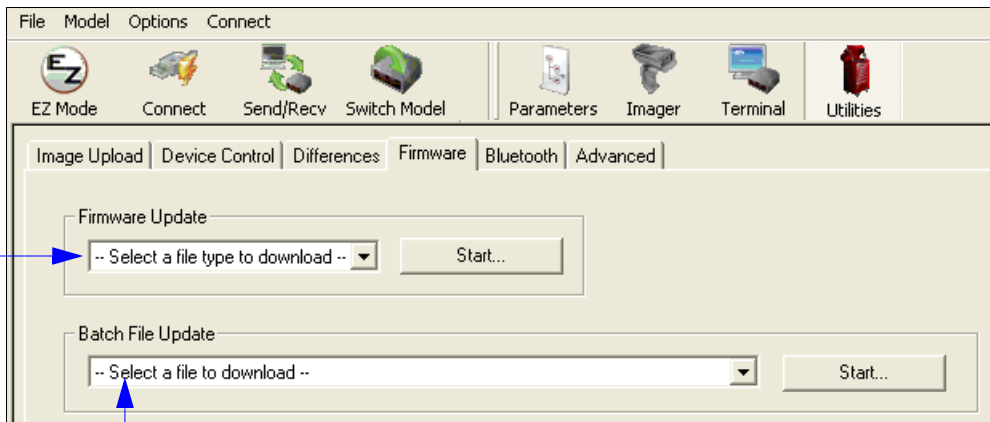 File Model Options Connect
EZ
EZ Mode Connect Send/Recv Switch Model Parameters Imager Terminal Utilities
Image Upload Device Control Differences Firmware Bluetooth Advanced
Firmware Update
-- Select a file type to download -- Start...
Batch File Update
-- Select a file to download -- Start...